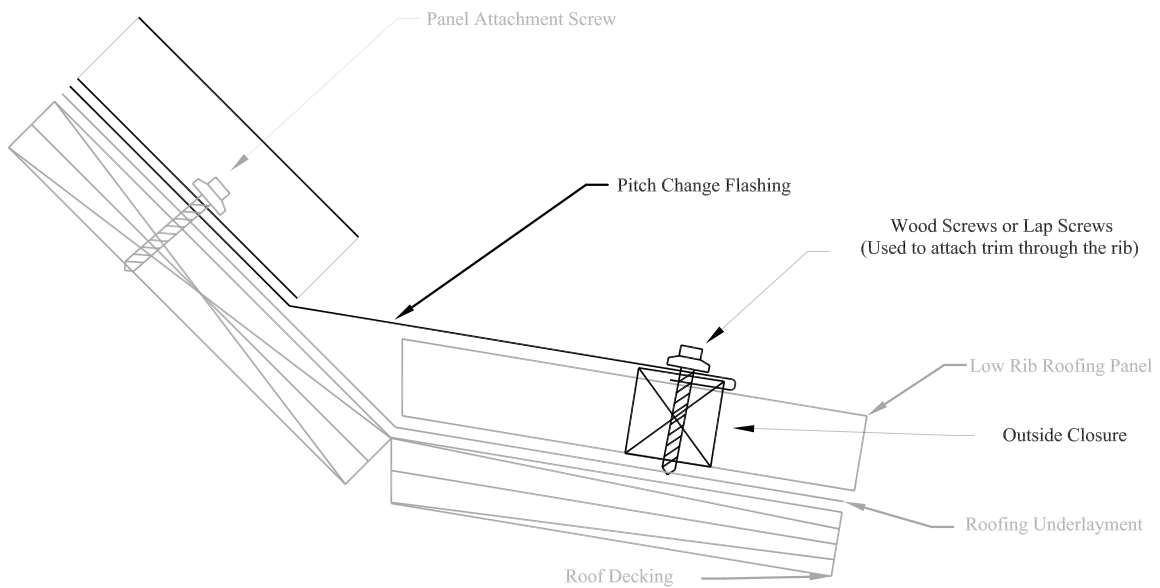 Panel Attachment Screw
Pitch Change Flashing
Wood Screws or Lap Screws
(Used to attach trim through the rib)
Low Rib Roofing Panel
Outside Closure
Roofing Underlayment
Roof Decking